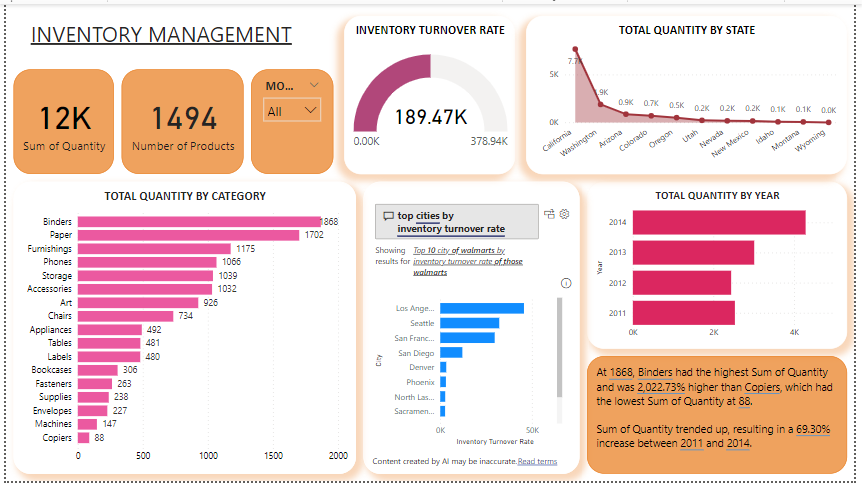 INVENTORY MANAGEMENT
12K
Sum of Quantity
1494
Number of Products
MO...
All
INVENTORY TURNOVER RATE
189.47K
0.00K
378.94K
TOTAL QUANTITY BY STATE
5K
0K
7.7K
1.9K
0.9K
0.7K
0.5K
0.2K
0.2K
0.2K
0.1K
0.1K
0.0K
California
Washington
Arizona
Colorado
Oregon
Utah
Nevada
New Mexico
Idaho
Montana
Wyoming
TOTAL QUANTITY BY CATEGORY
Binders 1868
Paper 1702
Furnishings 1175
Phones 1066
Storage 1039
Accessories 1032
Art 926
Chairs 734
Appliances 492
Tables 481
Labels 480
Bookcases 306
Fasteners 263
Supplies 238
Envelopes 227
Machines 147
Copiers 88
0 500 1000 1500 2000
top cities by
inventory turnover rate
Showing
results for
Top 10 city of walmarts by
inventory turnover rate of those
walmarts
City
Los Ange...
Seattle
San Franc...
San Diego
Denver
Phoenix
North Las...
Sacramen...
0K 50K
Inventory Turnover Rate
Content created by AI may be inaccurate. Read terms
TOTAL QUANTITY BY YEAR
Year
2014
2013
2012
2011
0K 2K 4K
At 1868, Binders had the highest Sum of Quantity
and was 2,022.73% higher than Copiers, which had
the lowest Sum of Quantity at 88.
Sum of Quantity trended up, resulting in a 69.30%
increase between 2011 and 2014.